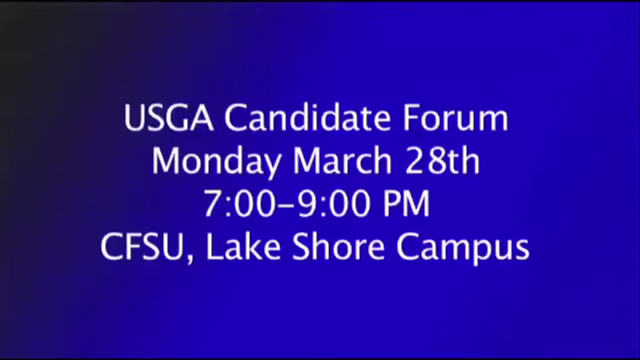 USGA Candidate Forum
Monday March 28th
7:00-9:00 PM
CFSU, Lake Shore Campus